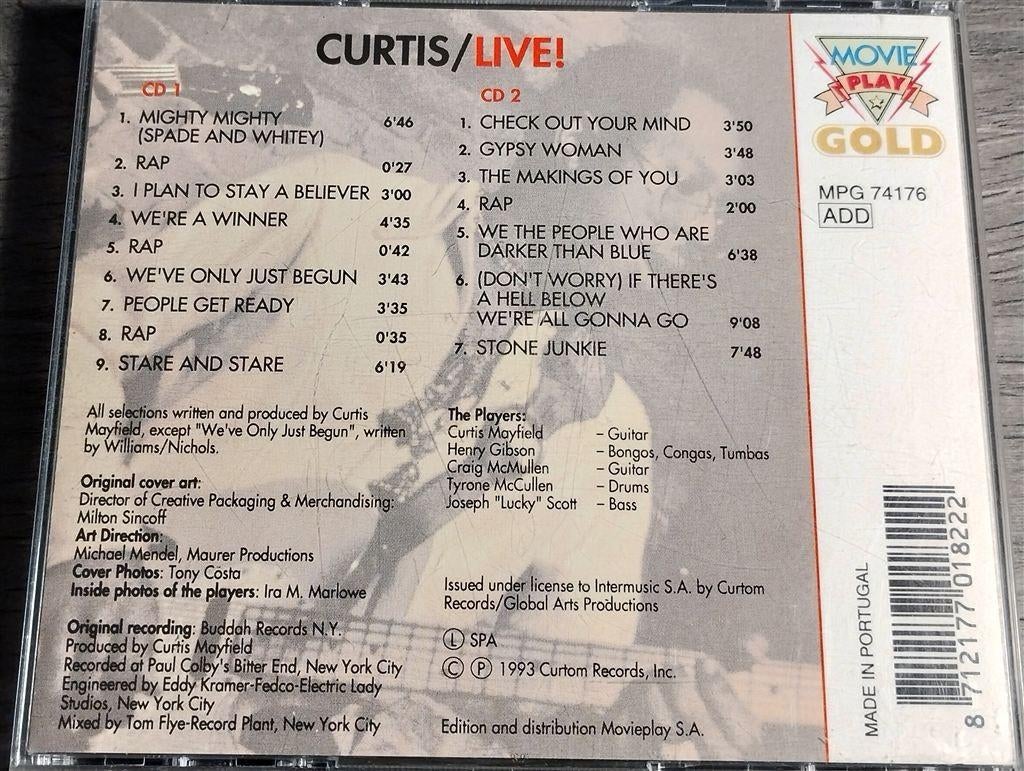 CURTIS/LIVE!
CD 1
1. MIGHTY MIGHTY
(SPADE AND WHITEY) 6'46
2. RAP 0'27
3. I PLAN TO STAY A BELIEVER 3'00
4. WE'RE A WINNER 4'35
5. RAP 0'42
6. WE'VE ONLY JUST BEGUN 3'43
7. PEOPLE GET READY 3'35
8. RAP 0'35
9. STARE AND STARE 6'19
CD 2
1. CHECK OUT YOUR MIND 3'50
2. GYPSY WOMAN 3'48
3. THE MAKINGS OF YOU 3'03
4. RAP 2'00
5. WE THE PEOPLE WHO ARE
DARKER THAN BLUE 6'38
6. (DON'T WORRY) IF THERE'S
A HELL BELOW
WE'RE ALL GONNA GO 9'08
7. STONE JUNKIE 7'48
All selections written and produced by Curtis
Mayfield, except "We've Only Just Begun", written
by Williams/Nichols.
Original cover art:
Director of Creative Packaging & Merchandising:
Milton Sincoff
Art Direction:
Michael Mendel, Maurer Productions
Cover Photos: Tony Costa
Inside photos of the players: Ira M. Marlowe
Original recording: Buddah Records N.Y.
Produced by Curtis Mayfield
Recorded at Paul Colby's Bitter End, New York City
Engineered by Eddy Kramer-Fedco-Electric Lady
Studios, New York City
Mixed by Tom Flye-Record Plant, New York City
The Players:
Curtis Mayfield – Guitar
Henry Gibson – Bongos, Congas, Tumbas
Craig McMullen – Guitar
Tyrone McCullen – Drums
Joseph "Lucky" Scott – Bass
Issued under license to Intermusic S.A. by Curtom
Records/Global Arts Productions
Ⓛ SPA
© ℗ 1993 Curtom Records, Inc.
Edition and distribution Movieplay S.A.
MOVIE
PLAY
GOLD
MPG 74176
ADD
MADE IN PORTUGAL
8 712177 018222